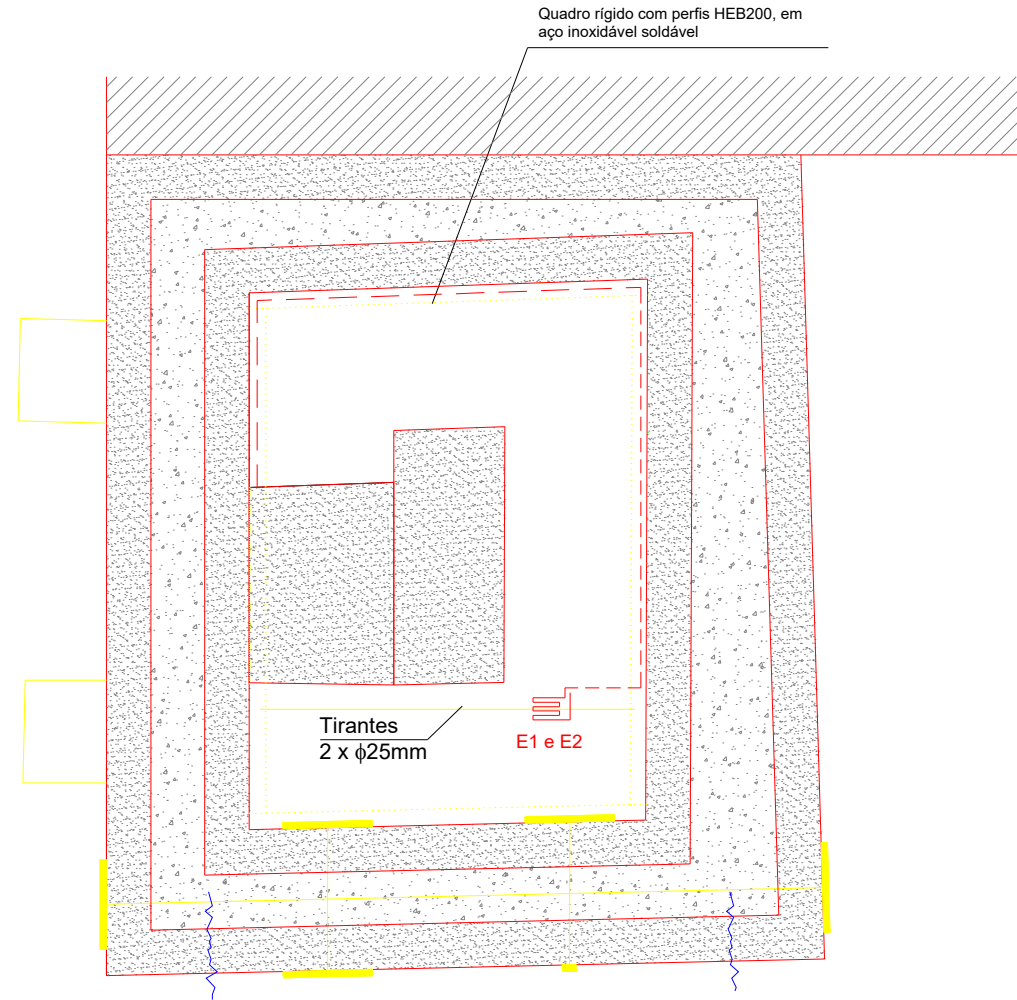 Quadro rígido com perfis HEB200, em
aço inoxidável soldável
Tirantes
2 x ϕ25mm
E1 e E2